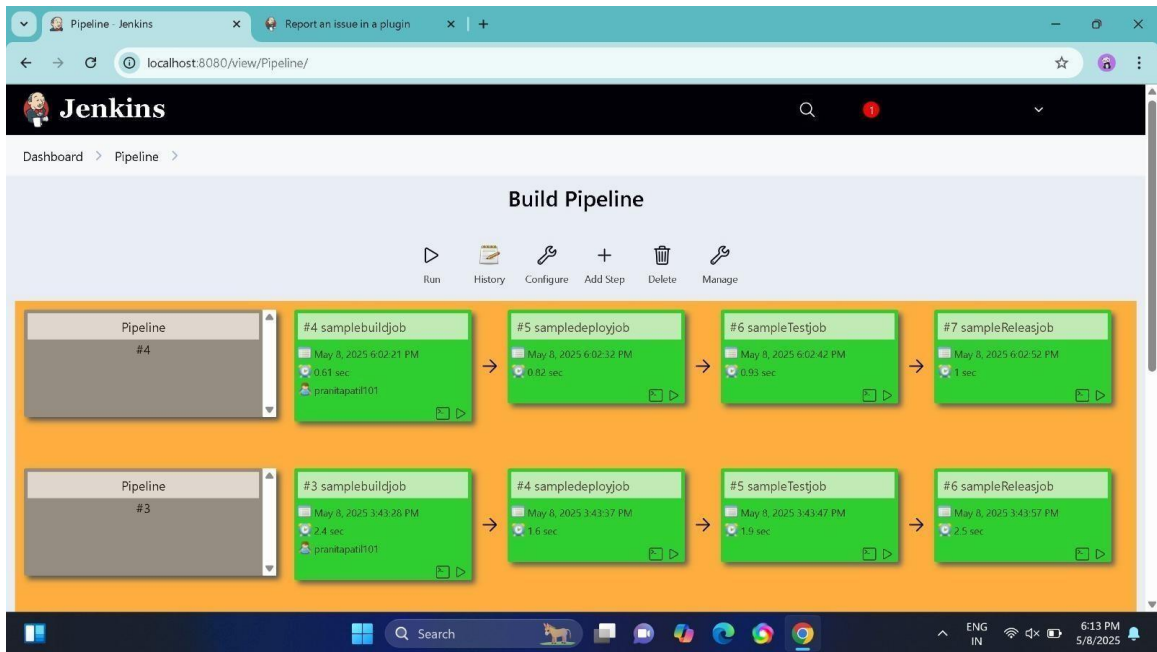 Pipeline - Jenkins
Report an issue in a plugin
localhost:8080/view/Pipeline/
Jenkins
1
Dashboard > Pipeline >
Build Pipeline
Run History Configure Add Step Delete Manage
Pipeline
#4
#4 samplebuildjob
May 8, 2025 6:02:21 PM
0.61 sec
pranitapatil101
#5 sampledeployjob
May 8, 2025 6:02:32 PM
0.82 sec
#6 sampleTestjob
May 8, 2025 6:02:42 PM
0.93 sec
#7 sampleReleasjob
May 8, 2025 6:02:52 PM
1 sec
Pipeline
#3
#3 samplebuildjob
May 8, 2025 3:43:28 PM
2.4 sec
pranitapatil101
#4 sampledeployjob
May 8, 2025 3:43:37 PM
1.6 sec
#5 sampleTestjob
May 8, 2025 3:43:47 PM
1.9 sec
#6 sampleReleasjob
May 8, 2025 3:43:57 PM
2.5 sec
Search
ENG
IN
6:13 PM
5/8/2025